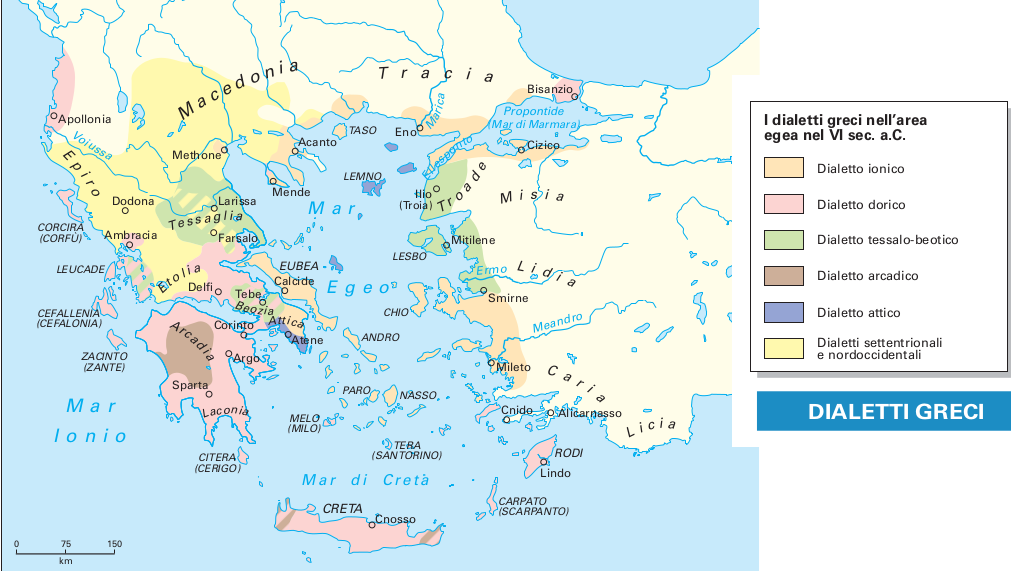 Macedonia
Tracia
Bisanzio
Propontide
(Mar di Marmara)
Apollonia
Voiussa
Marica
TASO
Eno
Acanto
Ellesponto
Cizico
Methrone
Epiro
LEMNO
Mende
Ilio
(Troia)
Troade
Misia
Dodona
Larissa
Tessaglia
Mar
Egeo
CORCIRA
(CORFÙ)
Ambracia
Farsalo
Mitilene
LESBO
LEUCADE
Etolia
EUBEA
Ermo
Lidia
Delfi
Tebe
Calcide
Beozia
Smirne
CEFALLENIA
(CEFALONIA)
CHIO
Attica
Meandro
Corinto
Atene
ANDRO
Arcadia
ZACINTO
(ZANTE)
Argo
Mileto
Caria
Sparta
PARO
NASSO
Mar
Ionio
Laconia
MELO
(MILO)
Cnido
Alicarnasso
Licia
TERA
(SANTORINO)
CITERA
(CERIGO)
RODI
Lindo
Mar di Creta
CARPATO
(SCARPANTO)
CRETA
Cnosso
0 75 150
km
I dialetti greci nell'area
egea nel VI sec. a.C.
Dialetto ionico
Dialetto dorico
Dialetto tessalo-beotico
Dialetto arcadico
Dialetto attico
Dialetti settentrionali
e nordoccidentali
DIALETTI GRECI